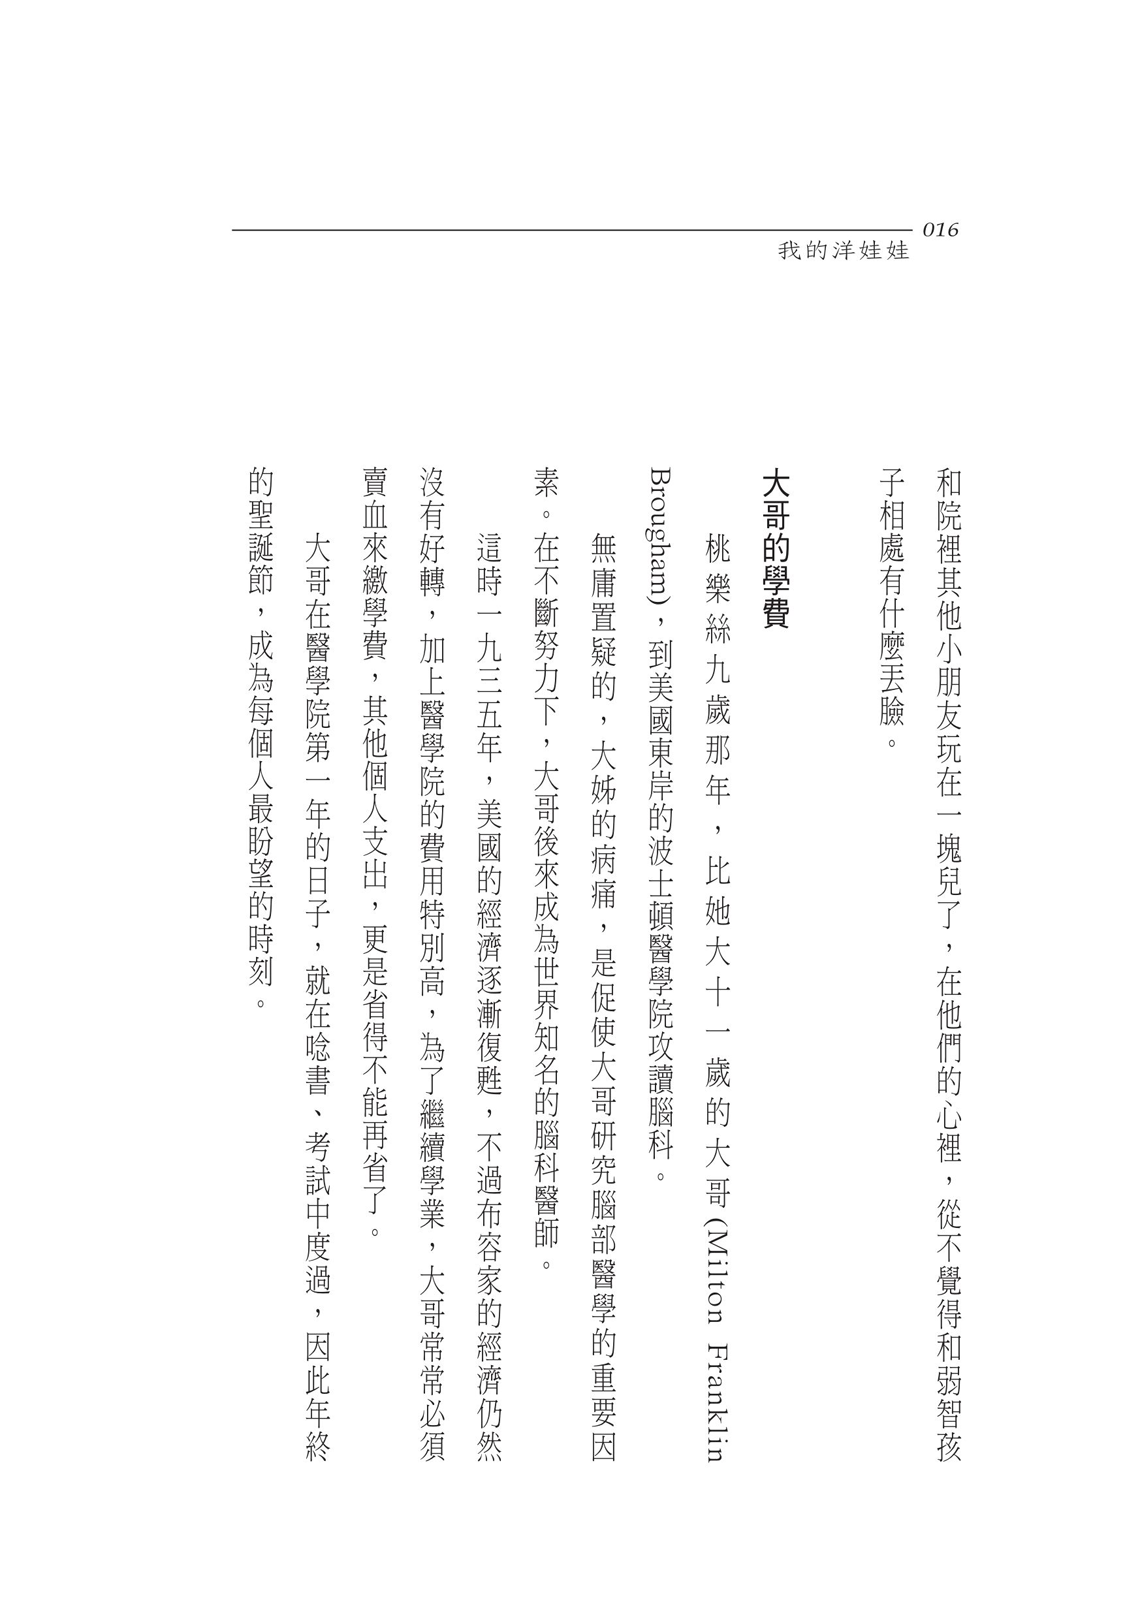 016
我的洋娃娃
和院裡其他小朋友玩在一塊兒了，在他們的心裡，從不覺得和弱智孩
子相處有什麼丟臉。
大哥的學費
桃樂絲九歲那年，比她大十一歲的大哥(Milton Franklin
Brougham)，到美國東岸的波士頓醫學院攻讀腦科。
無庸置疑的，大姊的病痛，是促使大哥研究腦部醫學的重要因
素。在不斷努力下，大哥後來成為世界知名的腦科醫師。
這時一九三五年，美國的經濟逐漸復甦，不過布容家的經濟仍然
沒有好轉，加上醫學院的費用特別高，為了繼續學業，大哥常常必須
賣血來繳學費，其他個人支出，更是省得不能再省了。
大哥在醫學院第一年的日子，就在唸書、考試中度過，因此年終
的聖誕節，成為每個人最盼望的時刻。